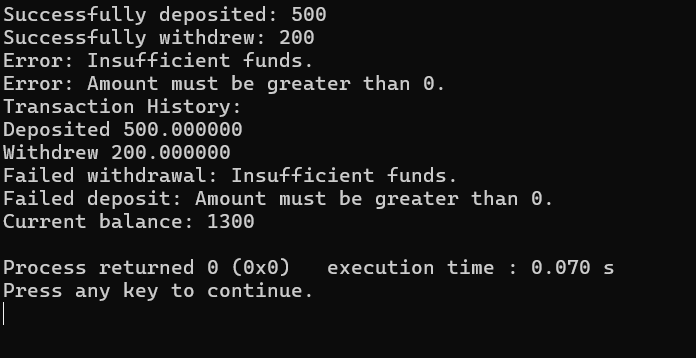 Successfully deposited: 500
Successfully withdrew: 200
Error: Insufficient funds.
Error: Amount must be greater than 0.
Transaction History:
Deposited 500.000000
Withdrew 200.000000
Failed withdrawal: Insufficient funds.
Failed deposit: Amount must be greater than 0.
Current balance: 1300
Process returned 0 (0x0)   execution time : 0.070 s
Press any key to continue.